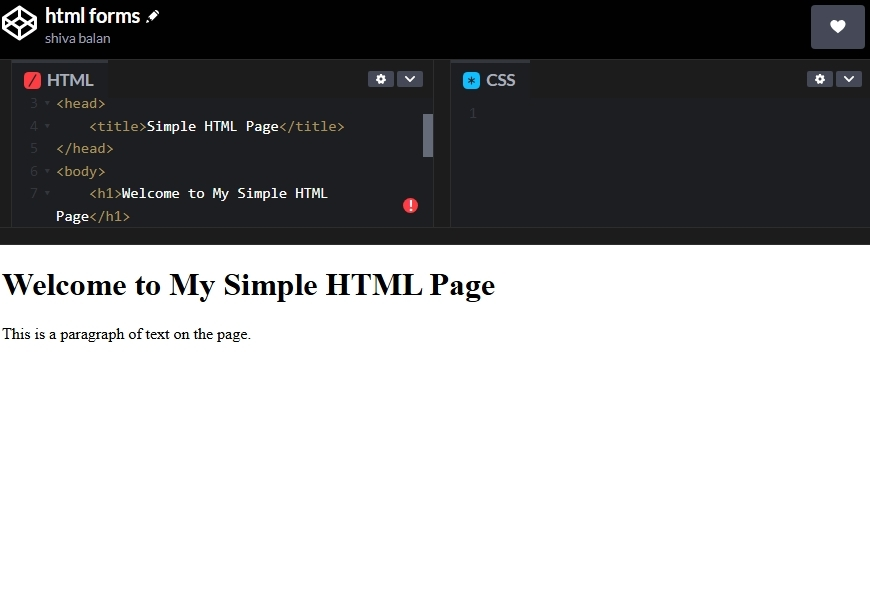 html forms
shiva balan
HTML
CSS
3 <head>
4 <title>Simple HTML Page</title>
5 </head>
6 <body>
7 <h1>Welcome to My Simple HTML
Page</h1>
1
Welcome to My Simple HTML Page
This is a paragraph of text on the page.